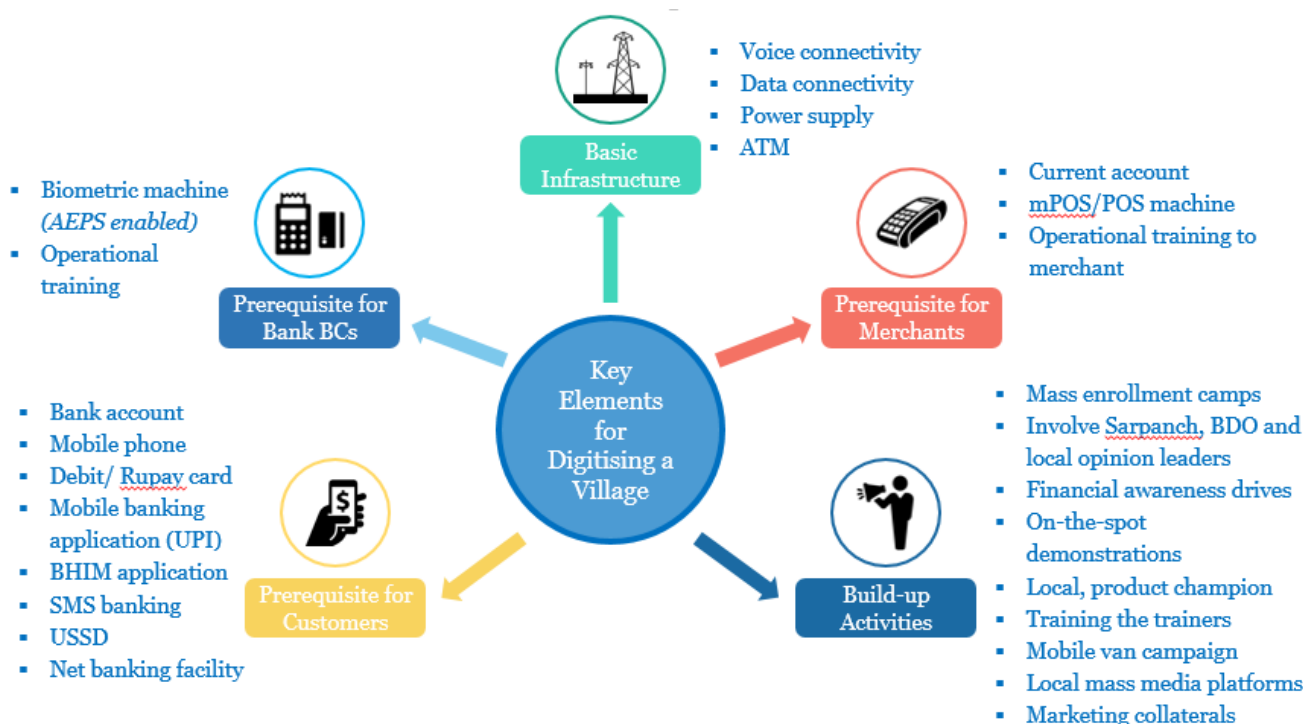 Voice connectivity
Data connectivity
Power supply
ATM
Basic
Infrastructure
Current account
mPOS/POS machine
Operational training to
merchant
Prerequisite for
Merchants
Biometric machine
(AEPS enabled)
Operational
training
Prerequisite for
Bank BCs
Key
Elements
for
Digitising a
Village
Bank account
Mobile phone
Debit/ Rupay card
Mobile banking
application (UPI)
BHIM application
SMS banking
USSD
Net banking facility
$
Prerequisite for
Customers
Mass enrollment camps
Involve Sarpanch, BDO and
local opinion leaders
Financial awareness drives
On-the-spot
demonstrations
Local, product champion
Training the trainers
Mobile van campaign
Local mass media platforms
Marketing collaterals
Build-up
Activities